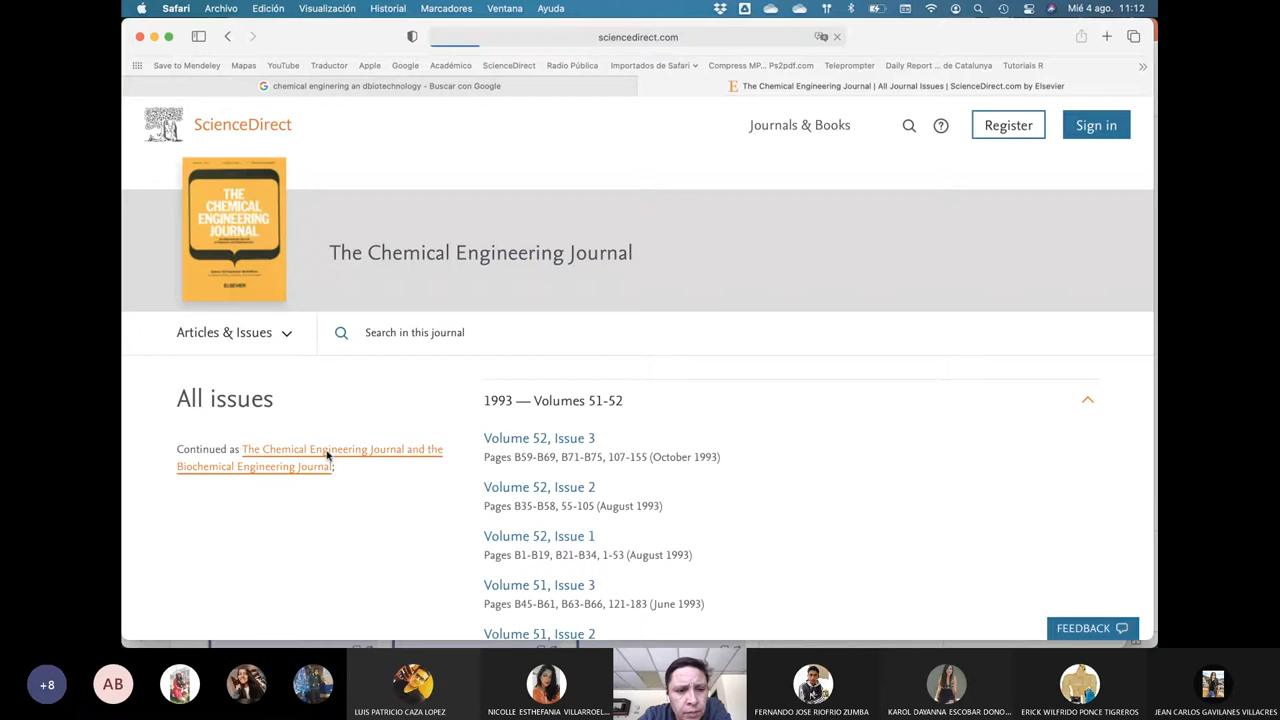 Safari Archivo Edición Visualización Historial Marcadores Ventana Ayuda Mié 4 ago. 11:12
sciencedirect.com
Save to Mendeley Mapas YouTube Traductor Apple Google Académico ScienceDirect Radio Pública Importados de Safari Compress MP... Ps2pdf.com Teleprompter Daily Report ... de Catalunya Tutorials R
chemical enginering an dbiotechnology - Buscar con Google
The Chemical Engineering Journal | All Journal Issues | ScienceDirect.com by Elsevier
ScienceDirect
Journals & Books
Register
Sign in
THE
CHEMICAL
ENGINEERING
JOURNAL
ELSEVIER
The Chemical Engineering Journal
Articles & Issues
Search in this journal
All issues
Continued as The Chemical Engineering Journal and the
Biochemical Engineering Journal;
1993 — Volumes 51-52
Volume 52, Issue 3
Pages B59-B69, B71-B75, 107-155 (October 1993)
Volume 52, Issue 2
Pages B35-B58, 55-105 (August 1993)
Volume 52, Issue 1
Pages B1-B19, B21-B34, 1-53 (August 1993)
Volume 51, Issue 3
Pages B45-B61, B63-B66, 121-183 (June 1993)
Volume 51, Issue 2
FEEDBACK
+8
AB
LUIS PATRICIO CAZA LOPEZ
NICOLLE ESTHEFANIA VILLARROEL...
FERNANDO JOSE RIOFRIO ZUMBA
KAROL DAYANNA ESCOBAR DONO...
ERICK WILFRIDO PONCE TIGREROS
JEAN CARLOS GAVILANES VILLACRES